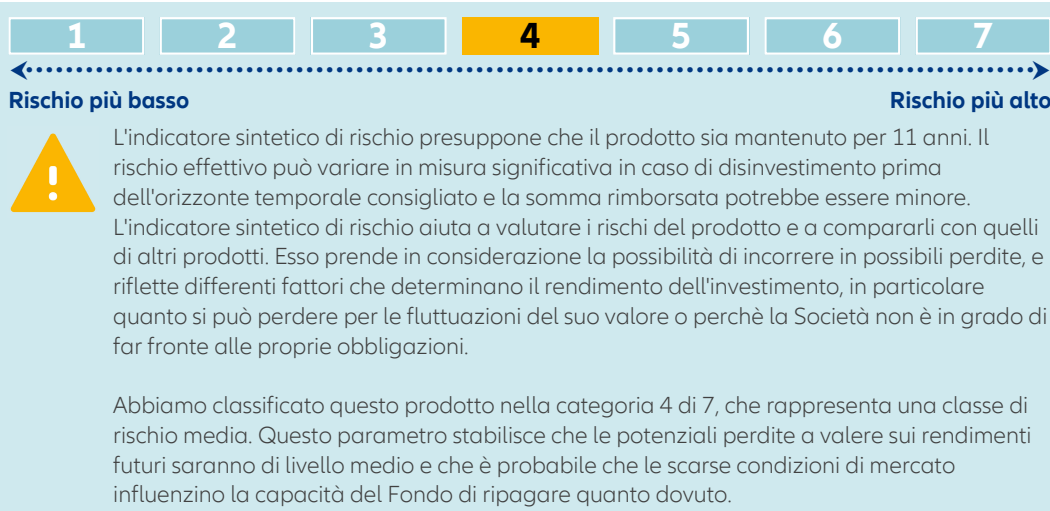 1 2 3 4 5 6 7
Rischio più basso Rischio più alto
L'indicatore sintetico di rischio presuppone che il prodotto sia mantenuto per 11 anni. Il
rischio effettivo può variare in misura significativa in caso di disinvestimento prima
dell'orizzonte temporale consigliato e la somma rimborsata potrebbe essere minore.
L'indicatore sintetico di rischio aiuta a valutare i rischi del prodotto e a compararli con quelli
di altri prodotti. Esso prende in considerazione la possibilità di incorrere in possibili perdite, e
riflette differenti fattori che determinano il rendimento dell'investimento, in particolare
quanto si può perdere per le fluttuazioni del suo valore o perchè la Società non è in grado di
far fronte alle proprie obbligazioni.
Abbiamo classificato questo prodotto nella categoria 4 di 7, che rappresenta una classe di
rischio media. Questo parametro stabilisce che le potenziali perdite a valere sui rendimenti
futuri saranno di livello medio e che è probabile che le scarse condizioni di mercato
influenzino la capacità del Fondo di ripagare quanto dovuto.